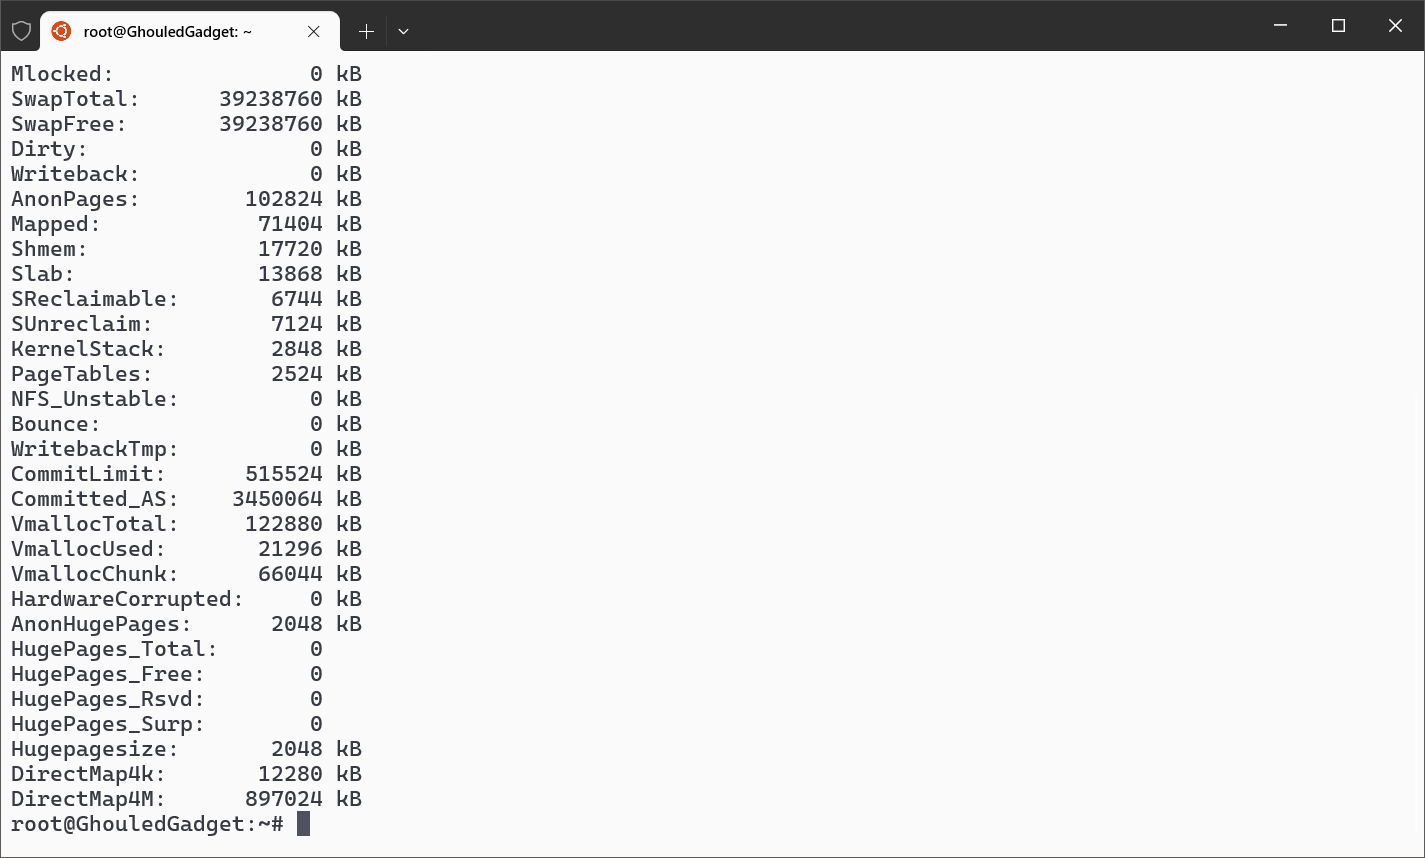 root@GhouledGadget: ~
Mlocked:               0 kB
SwapTotal:      39238760 kB
SwapFree:       39238760 kB
Dirty:                 0 kB
Writeback:             0 kB
AnonPages:        102824 kB
Mapped:            71404 kB
Shmem:             17720 kB
Slab:              13868 kB
SReclaimable:       6744 kB
SUnreclaim:         7124 kB
KernelStack:        2848 kB
PageTables:         2524 kB
NFS_Unstable:          0 kB
Bounce:                0 kB
WritebackTmp:          0 kB
CommitLimit:      515524 kB
Committed_AS:    3450064 kB
VmallocTotal:     122880 kB
VmallocUsed:       21296 kB
VmallocChunk:      66044 kB
HardwareCorrupted:     0 kB
AnonHugePages:      2048 kB
HugePages_Total:       0
HugePages_Free:        0
HugePages_Rsvd:        0
HugePages_Surp:        0
Hugepagesize:       2048 kB
DirectMap4k:       12280 kB
DirectMap4M:      897024 kB
root@GhouledGadget:~#